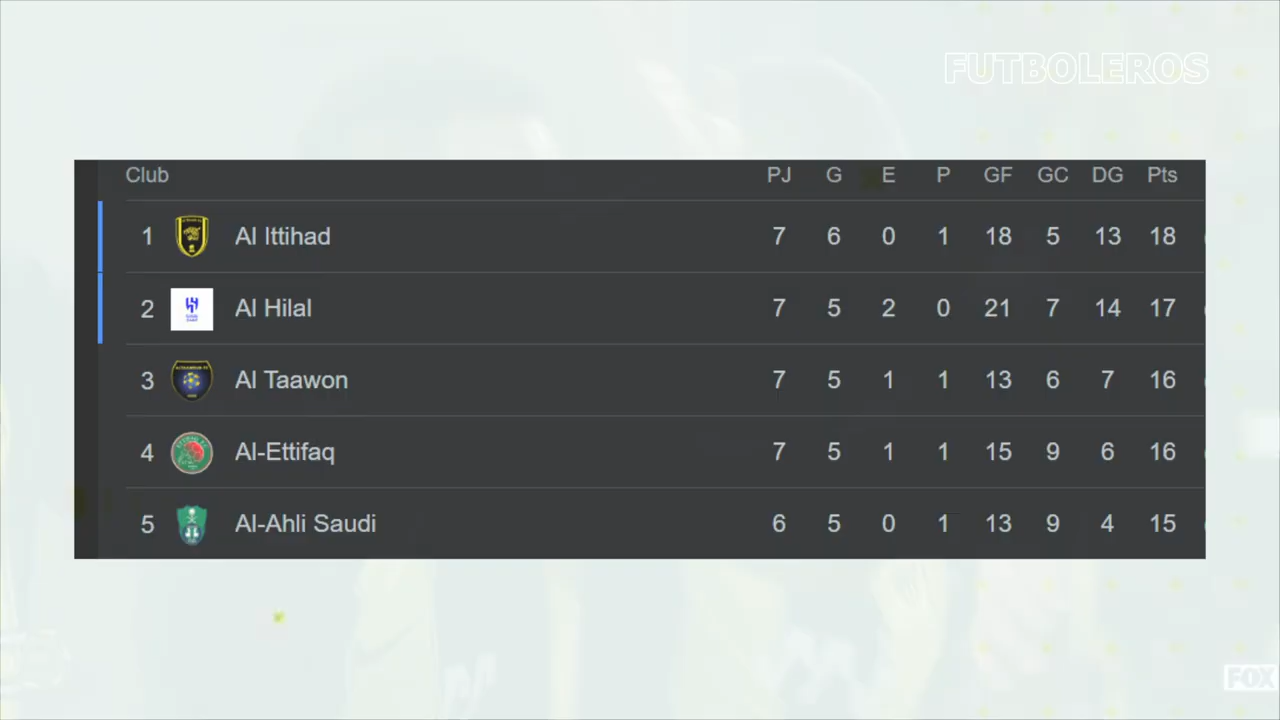 FUTBOLEROS
Club PJ G E P GF GC DG Pts
1 Al Ittihad 7 6 0 1 18 5 13 18
2 Al Hilal 7 5 2 0 21 7 14 17
3 Al Taawon 7 5 1 1 13 6 7 16
4 Al-Ettifaq 7 5 1 1 15 9 6 16
5 Al-Ahli Saudi 6 5 0 1 13 9 4 15
FOX